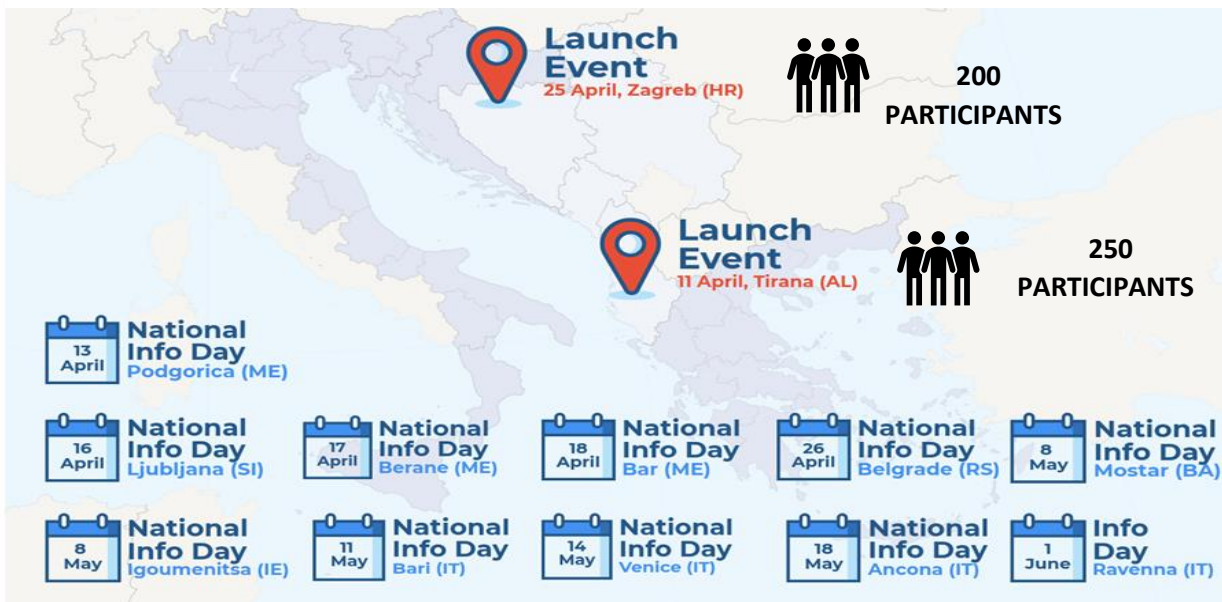 Launch
Event
25 April, Zagreb (HR)
200
PARTICIPANTS
Launch
Event
11 April, Tirana (AL)
250
PARTICIPANTS
13
April
National
Info Day
Podgorica (ME)
16
April
National
Info Day
Ljubljana (SI)
17
April
National
Info Day
Berane (ME)
18
April
National
Info Day
Bar (ME)
26
April
National
Info Day
Belgrade (RS)
8
May
National
Info Day
Mostar (BA)
8
May
National
Info Day
Igoumenitsa (IE)
11
May
National
Info Day
Bari (IT)
14
May
National
Info Day
Venice (IT)
18
May
National
Info Day
Ancona (IT)
1
June
Info
Day
Ravenna (IT)